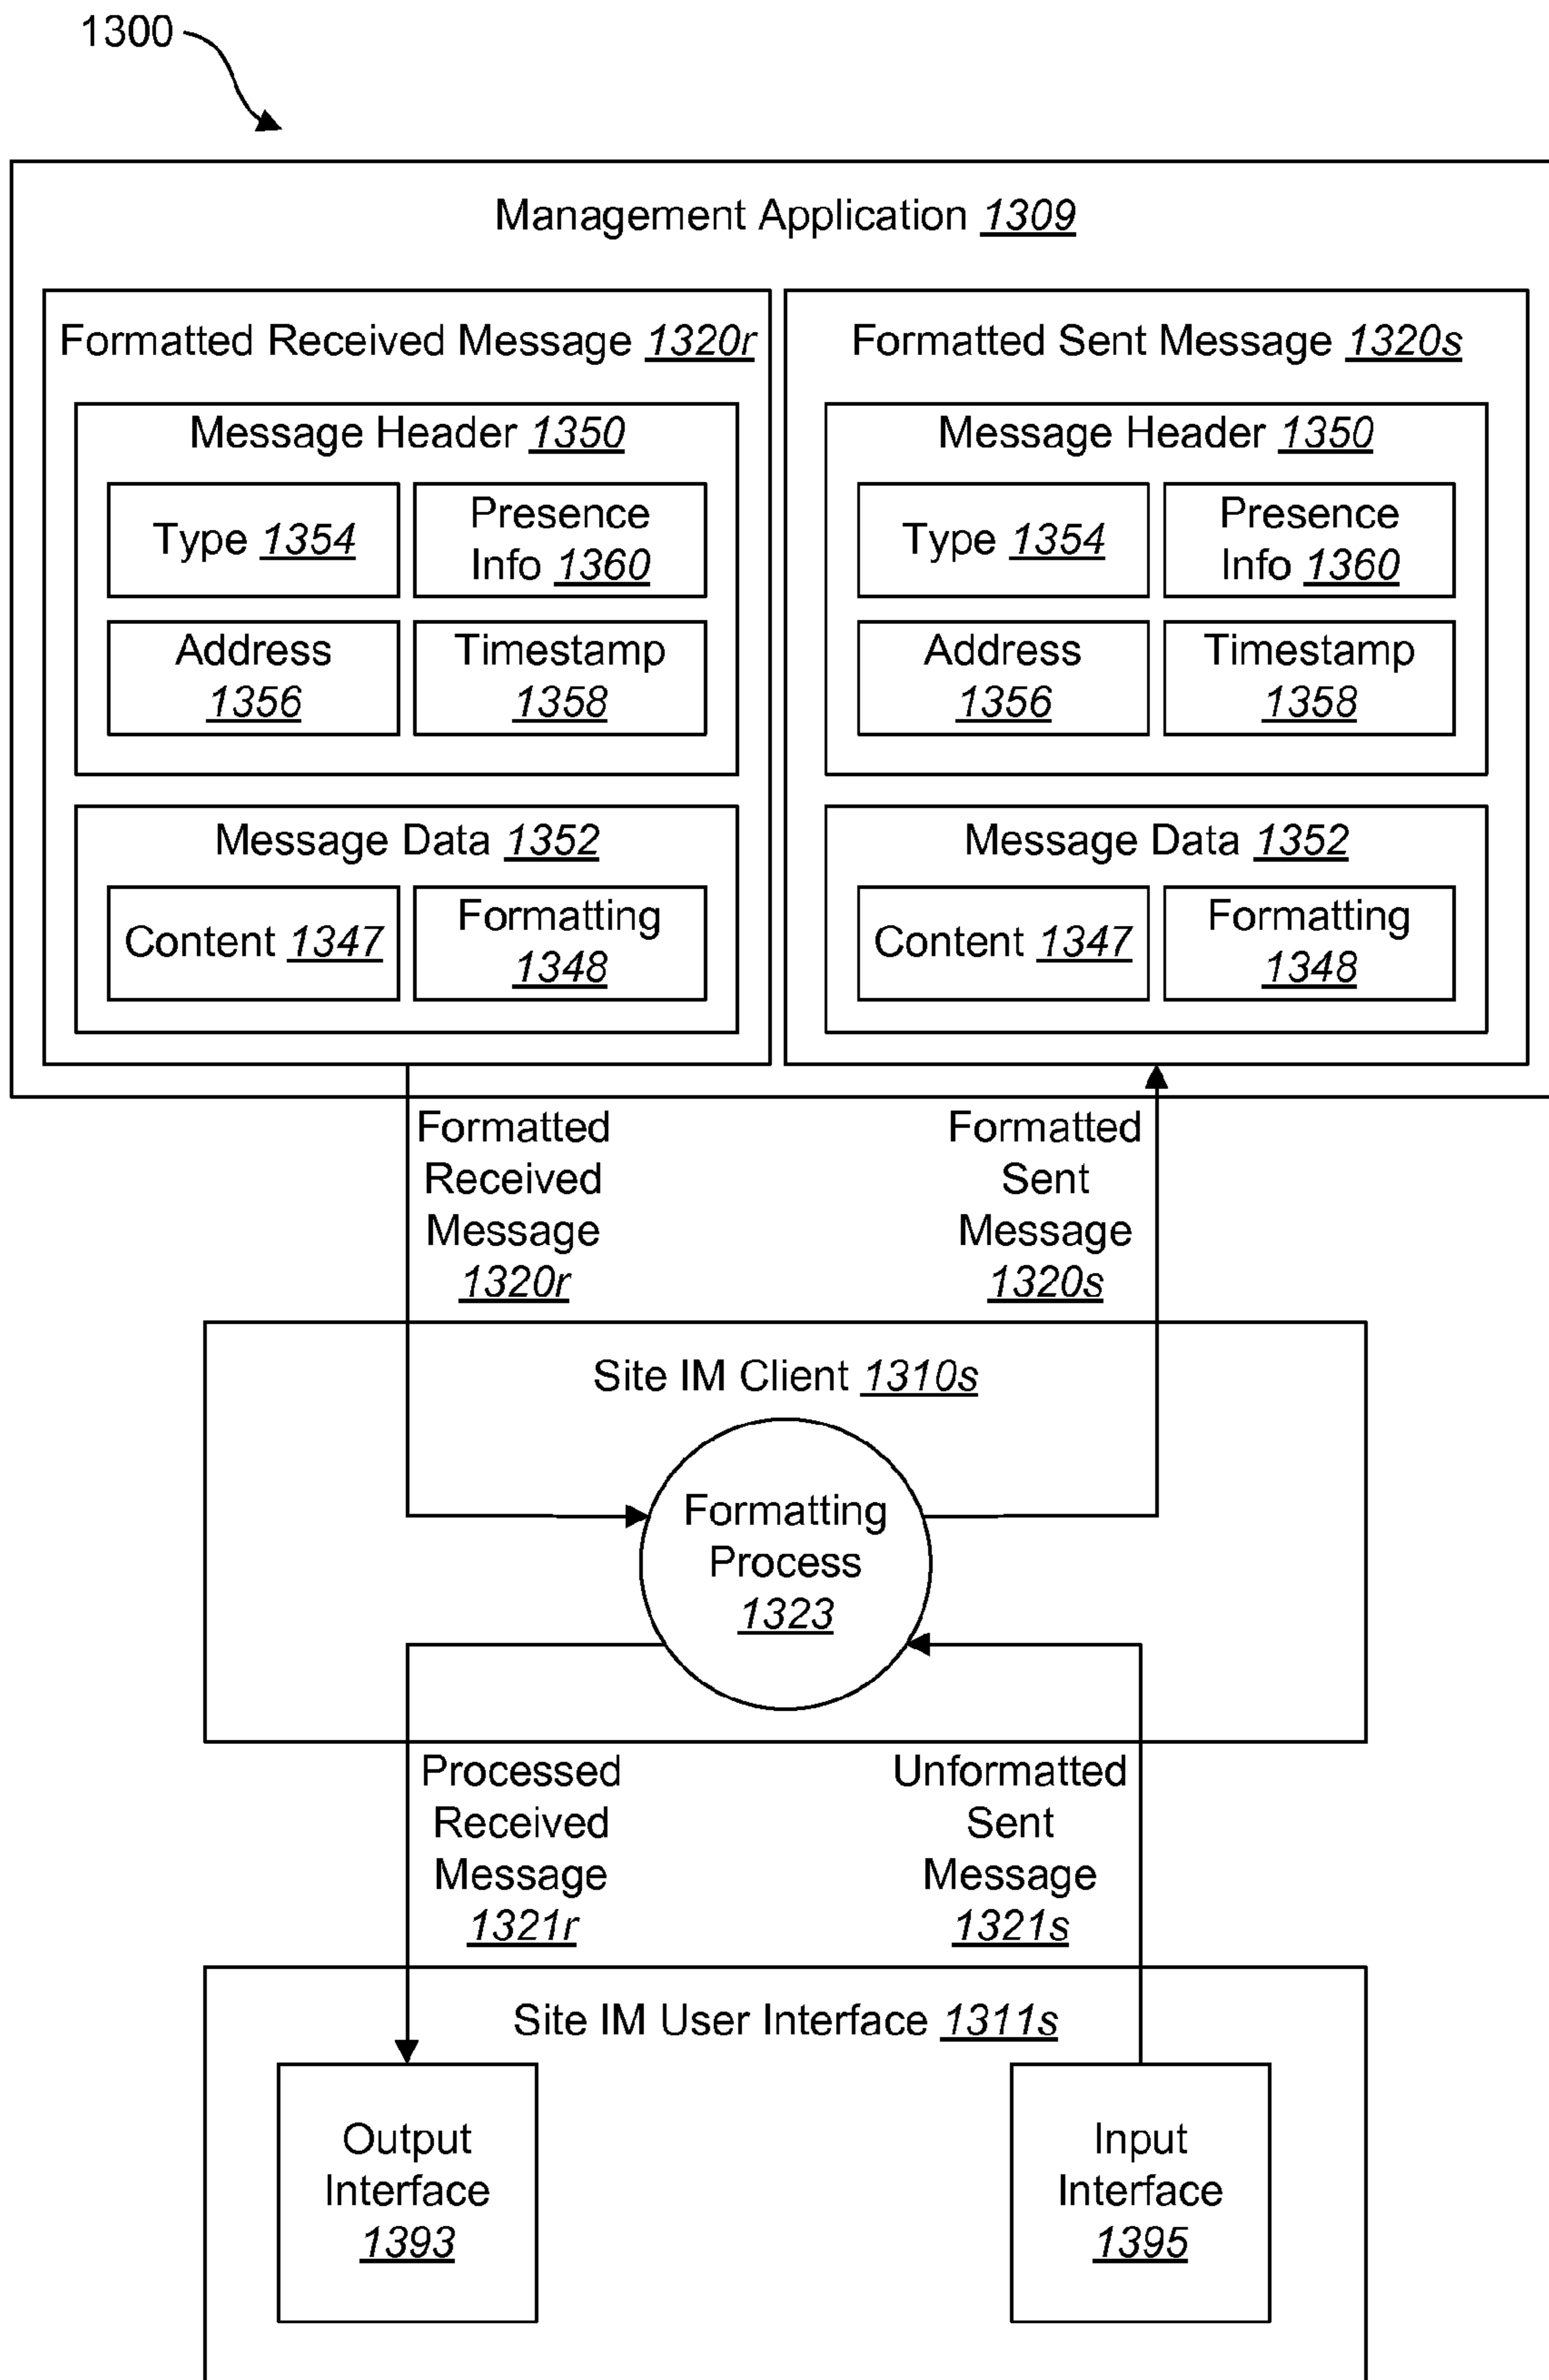 1300
Management Application 1309
Formatted Received Message 1320r
Message Header 1350
Type 1354
Presence
Info 1360
Address
1356
Timestamp
1358
Message Data 1352
Content 1347
Formatting
1348
Formatted Sent Message 1320s
Message Header 1350
Type 1354
Presence
Info 1360
Address
1356
Timestamp
1358
Message Data 1352
Content 1347
Formatting
1348
Formatted
Received
Message
1320r
Formatted
Sent
Message
1320s
Site IM Client 1310s
Formatting
Process
1323
Processed
Received
Message
1321r
Unformatted
Sent
Message
1321s
Site IM User Interface 1311s
Output
Interface
1393
Input
Interface
1395